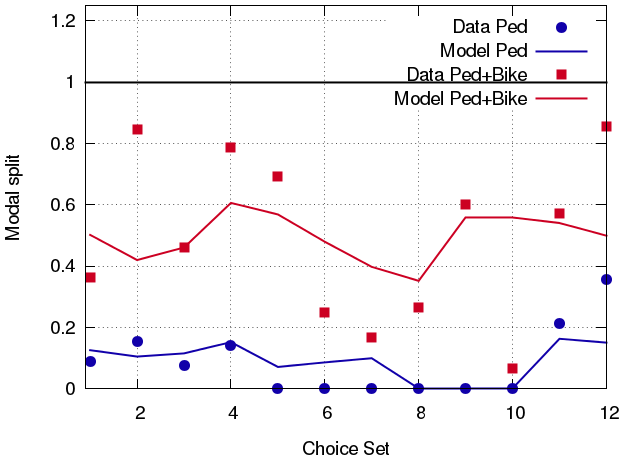 1.2
1
0.8
0.6
0.4
0.2
0
Modal split
Data Ped
Model Ped
Data Ped+Bike
Model Ped+Bike
2 4 6 8 10 12
Choice Set